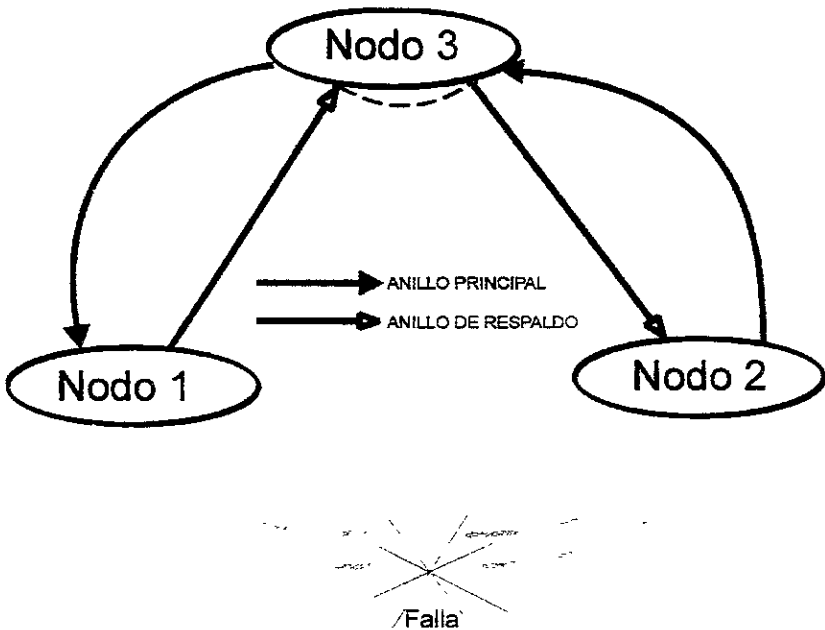 Nodo 3
ANILLO PRINCIPAL
ANILLO DE RESPALDO
Nodo 1
Nodo 2
Falla